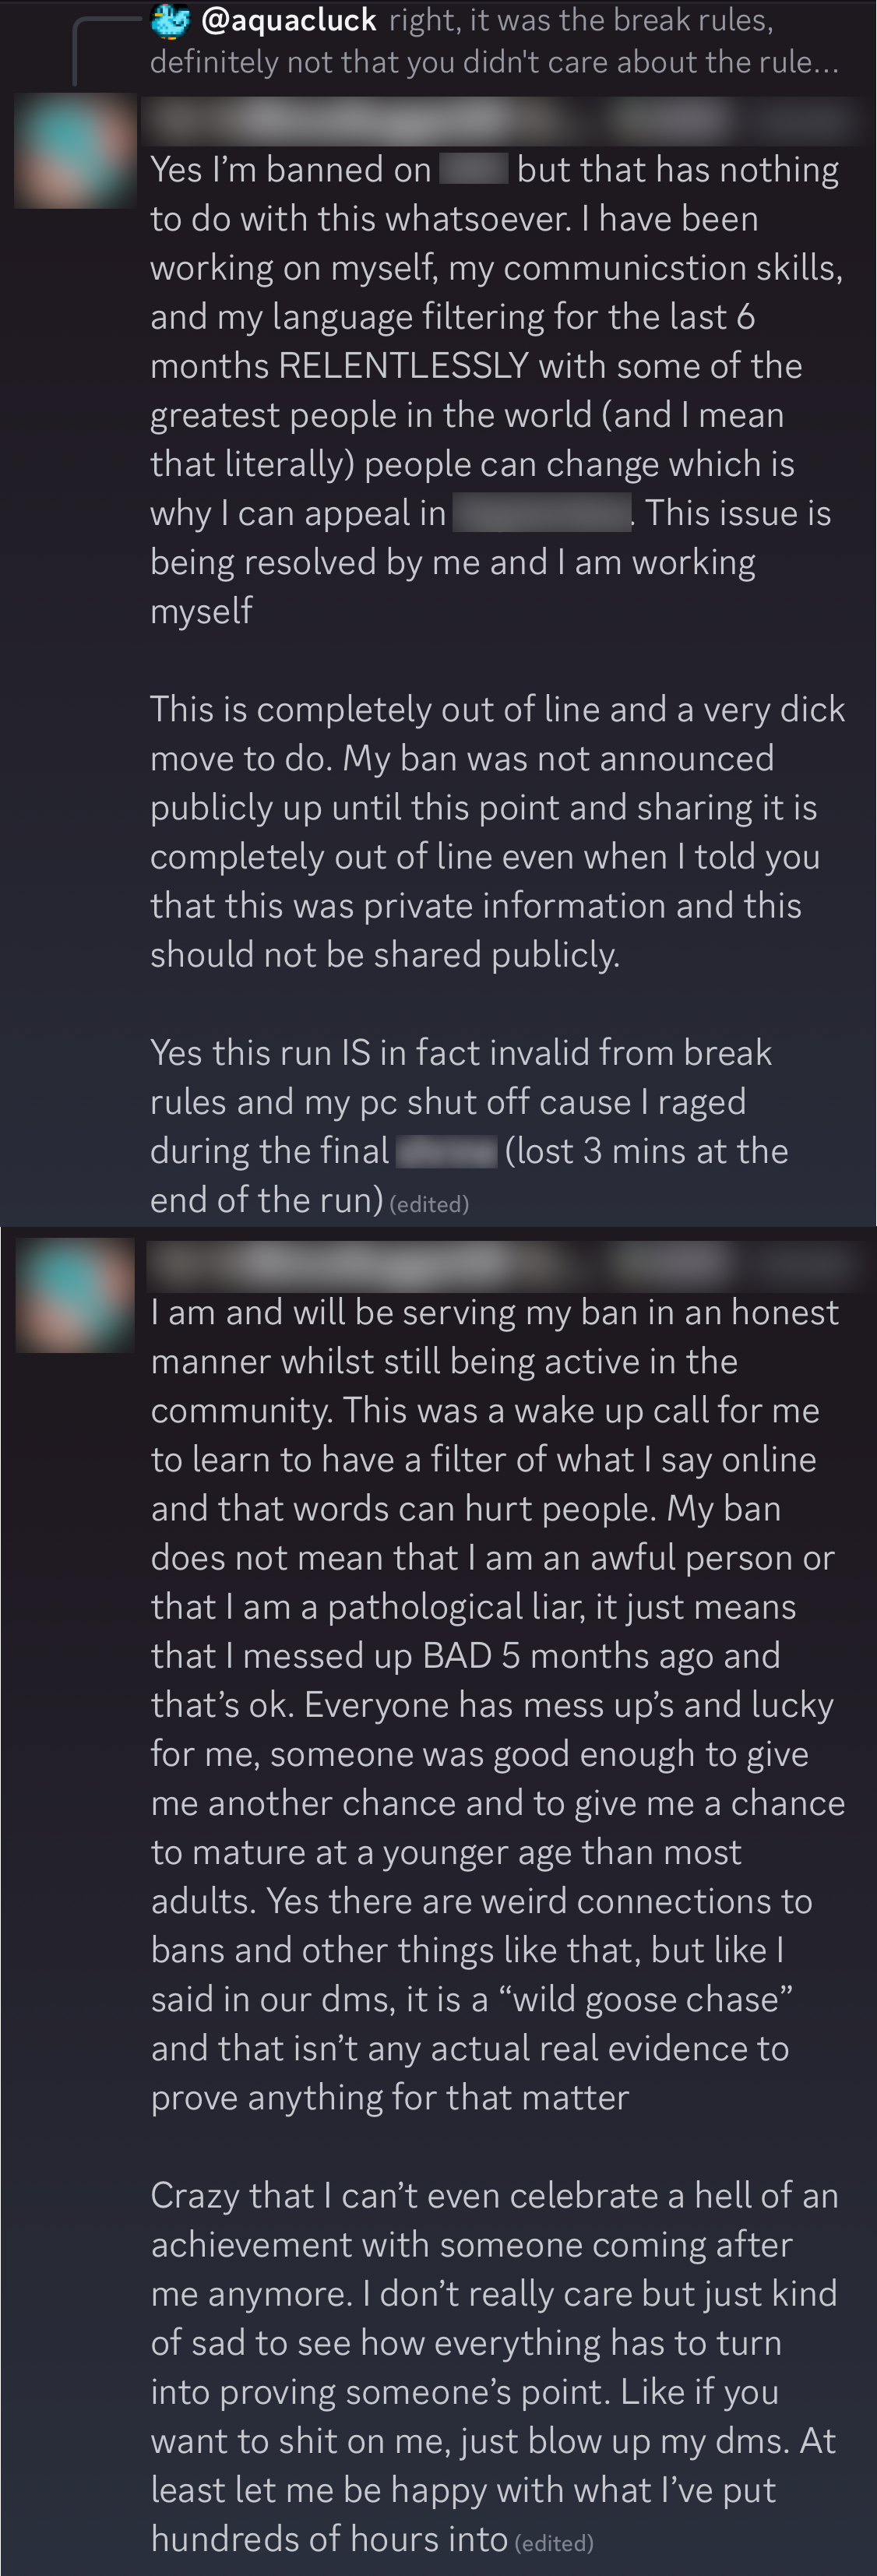 @aquacluck right, it was the break rules,
definitely not that you didn't care about the rule...
Yes I’m banned on but that has nothing
to do with this whatsoever. I have been
working on myself, my communicstion skills,
and my language filtering for the last 6
months RELENTLESSLY with some of the
greatest people in the world (and I mean
that literally) people can change which is
why I can appeal in . This issue is
being resolved by me and I am working
myself
This is completely out of line and a very dick
move to do. My ban was not announced
publicly up until this point and sharing it is
completely out of line even when I told you
that this was private information and this
should not be shared publicly.
Yes this run IS in fact invalid from break
rules and my pc shut off cause I raged
during the final (lost 3 mins at the
end of the run) (edited)
I am and will be serving my ban in an honest
manner whilst still being active in the
community. This was a wake up call for me
to learn to have a filter of what I say online
and that words can hurt people. My ban
does not mean that I am an awful person or
that I am a pathological liar, it just means
that I messed up BAD 5 months ago and
that’s ok. Everyone has mess up’s and lucky
for me, someone was good enough to give
me another chance and to give me a chance
to mature at a younger age than most
adults. Yes there are weird connections to
bans and other things like that, but like I
said in our dms, it is a “wild goose chase”
and that isn’t any actual real evidence to
prove anything for that matter
Crazy that I can’t even celebrate a hell of an
achievement with someone coming after
me anymore. I don’t really care but just kind
of sad to see how everything has to turn
into proving someone’s point. Like if you
want to shit on me, just blow up my dms. At
least let me be happy with what I’ve put
hundreds of hours into (edited)